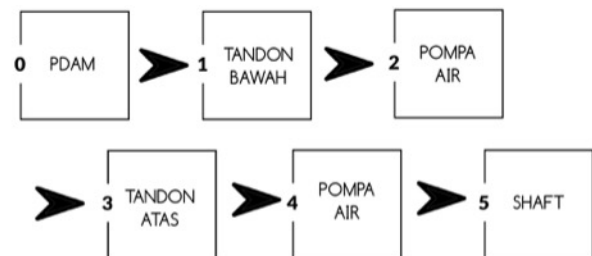 0 PDAM
1 TANDON
BAWAH
2 POMPA
AIR
3 TANDON
ATAS
4 POMPA
AIR
5 SHAFT